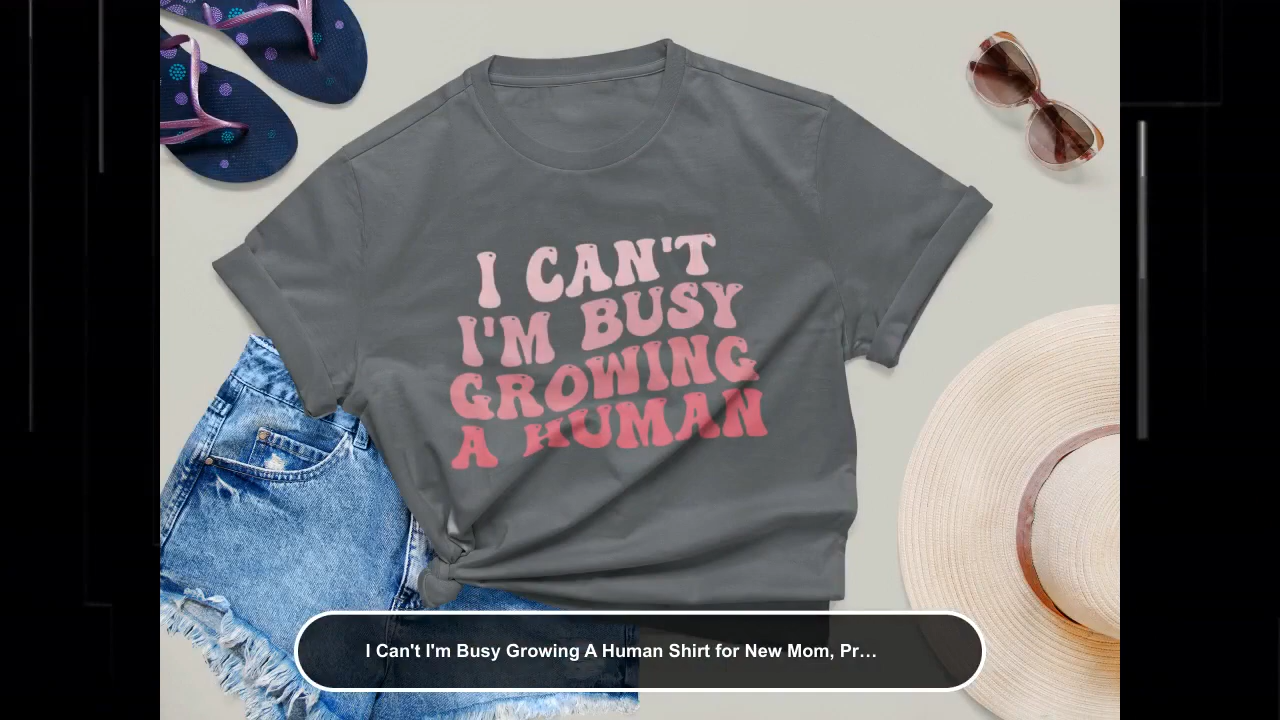 I CAN'T
I'M BUSY
GROWING
A HUMAN
I Can't I'm Busy Growing A Human Shirt for New Mom, Pr...